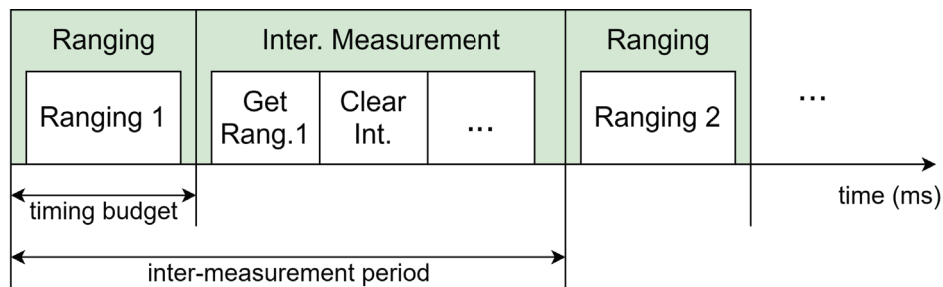 Ranging
Inter. Measurement
Ranging
Ranging 1
Get
Rang.1
Clear
Int.
...
Ranging 2
...
time (ms)
timing budget
inter-measurement period